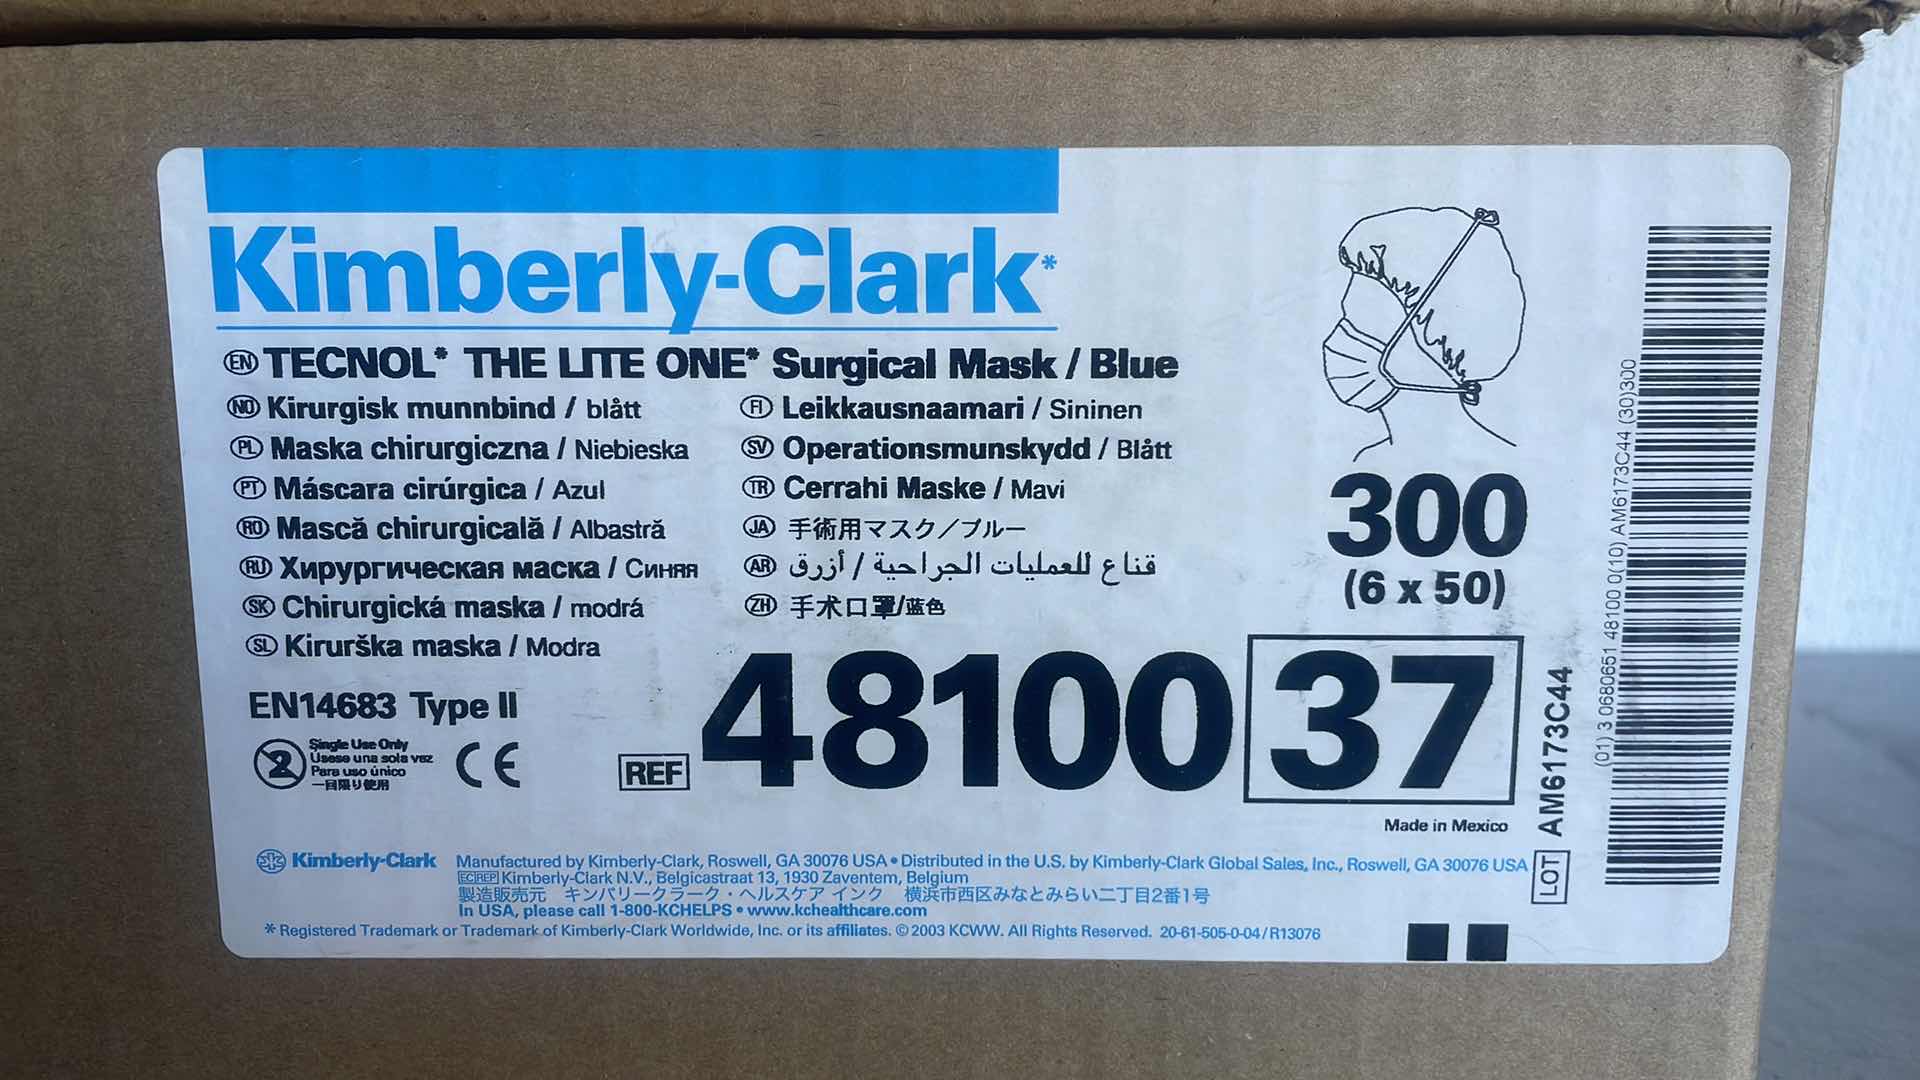 Kimberly-Clark*
EN TECNOL* THE LITE ONE* Surgical Mask / Blue
NO Kirurgisk munnbind / blått
PL Maska chirurgiczna / Niebieska
PT Máscara cirúrgica / Azul
RO Mască chirurgicală / Albastră
RU Хирургическая маска / Синяя
SK Chirurgická maska / modrá
SL Kirurška maska / Modra
FI Leikkausnaamari / Sininen
SV Operationsmunskydd / Blått
TR Cerrahi Maske / Mavi
JA 手術用マスク／ブルー
AR قناع للعمليات الجراحية / أزرق
ZH 手术口罩/蓝色
300
(6 x 50)
EN14683 Type II
2
Single Use Only
Usese una sola vez
Para uso único
一回限り使用
CE
REF 48100 37
Made in Mexico
LOT AM6173C44
(01) 3 0680651 48100 0(10) AM6173C44 (30)300
Kimberly-Clark
Manufactured by Kimberly-Clark, Roswell, GA 30076 USA • Distributed in the U.S. by Kimberly-Clark Global Sales, Inc., Roswell, GA 30076 USA
EC REP Kimberly-Clark N.V., Belgicastraat 13, 1930 Zaventem, Belgium
製造販売元 キンバリークラーク・ヘルスケア インク 横浜市西区みなとみらい二丁目2番1号
In USA, please call 1-800-KCHELPS • www.kchealthcare.com
* Registered Trademark or Trademark of Kimberly-Clark Worldwide, Inc. or its affiliates. © 2003 KCWW. All Rights Reserved. 20-61-505-0-04/R13076